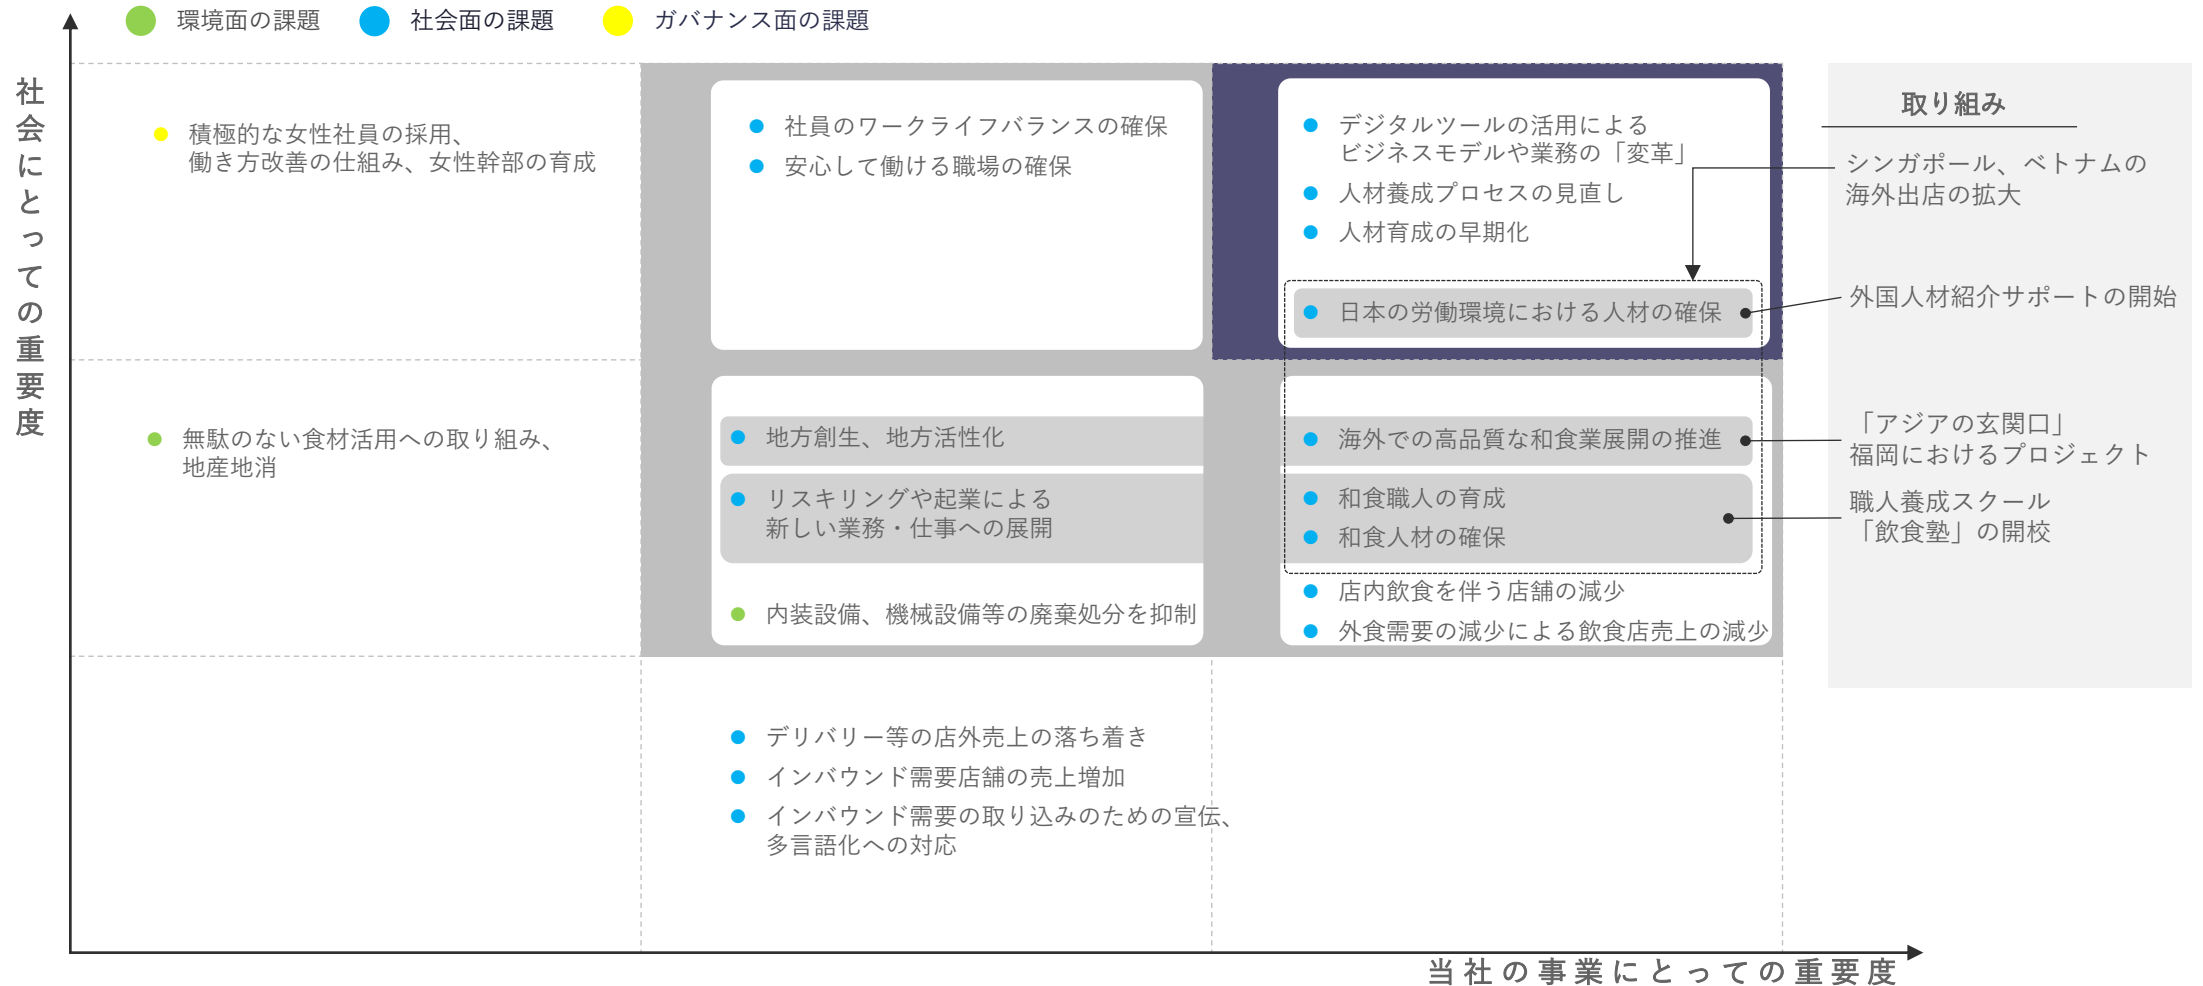 環境面の課題
社会面の課題
ガバナンス面の課題
社会にとっての重要度
積極的な女性社員の採用、
働き方改善の仕組み、女性幹部の育成
社員のワークライフバランスの確保
安心して働ける職場の確保
デジタルツールの活用による
ビジネスモデルや業務の「変革」
人材養成プロセスの見直し
人材育成の早期化
日本の労働環境における人材の確保
無駄のない食材活用への取り組み、
地産地消
地方創生、地方活性化
リスキリングや起業による
新しい業務・仕事への展開
内装設備、機械設備等の廃棄処分を抑制
海外での高品質な和食業展開の推進
和食職人の育成
和食人材の確保
店内飲食を伴う店舗の減少
外食需要の減少による飲食店売上の減少
デリバリー等の店外売上の落ち着き
インバウンド需要店舗の売上増加
インバウンド需要の取り込みのための宣伝、
多言語化への対応
当社の事業にとっての重要度
取り組み
シンガポール、ベトナムの
海外出店の拡大
外国人材紹介サポートの開始
「アジアの玄関口」
福岡におけるプロジェクト
職人養成スクール
「飲食塾」の開校